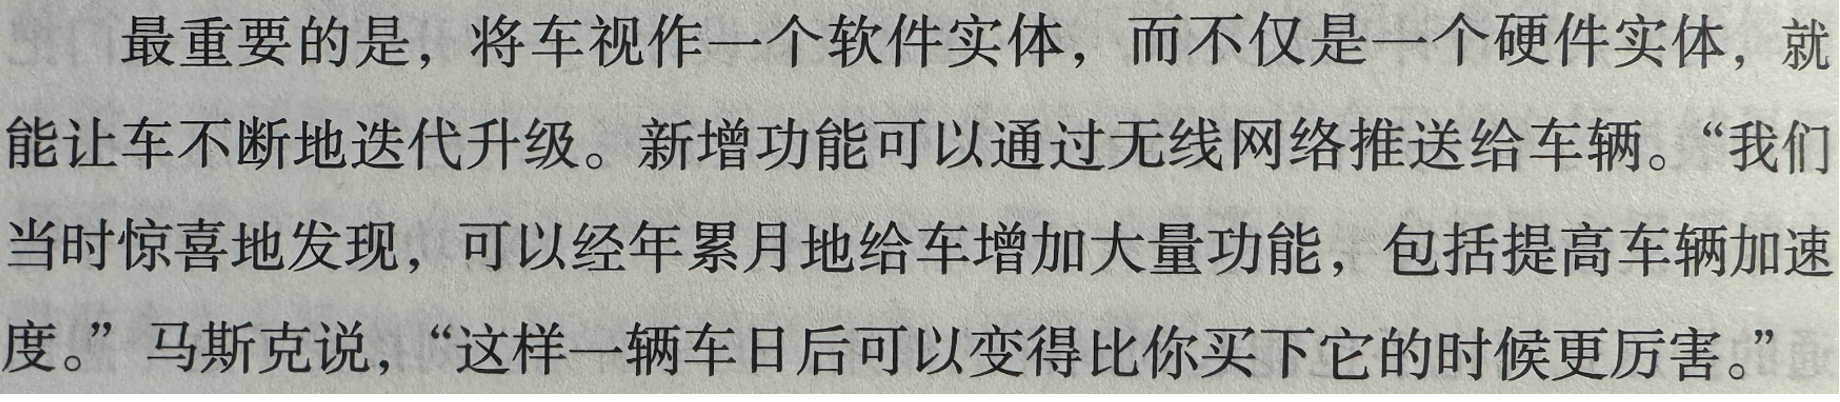 最重要的是，将车视作一个软件实体，而不仅是一个硬件实体，就
能让车不断地迭代升级。新增功能可以通过无线网络推送给车辆。“我们
当时惊喜地发现，可以经年累月地给车增加大量功能，包括提高车辆加速
度。”马斯克说，“这样一辆车日后可以变得比你买下它的时候更厉害。”